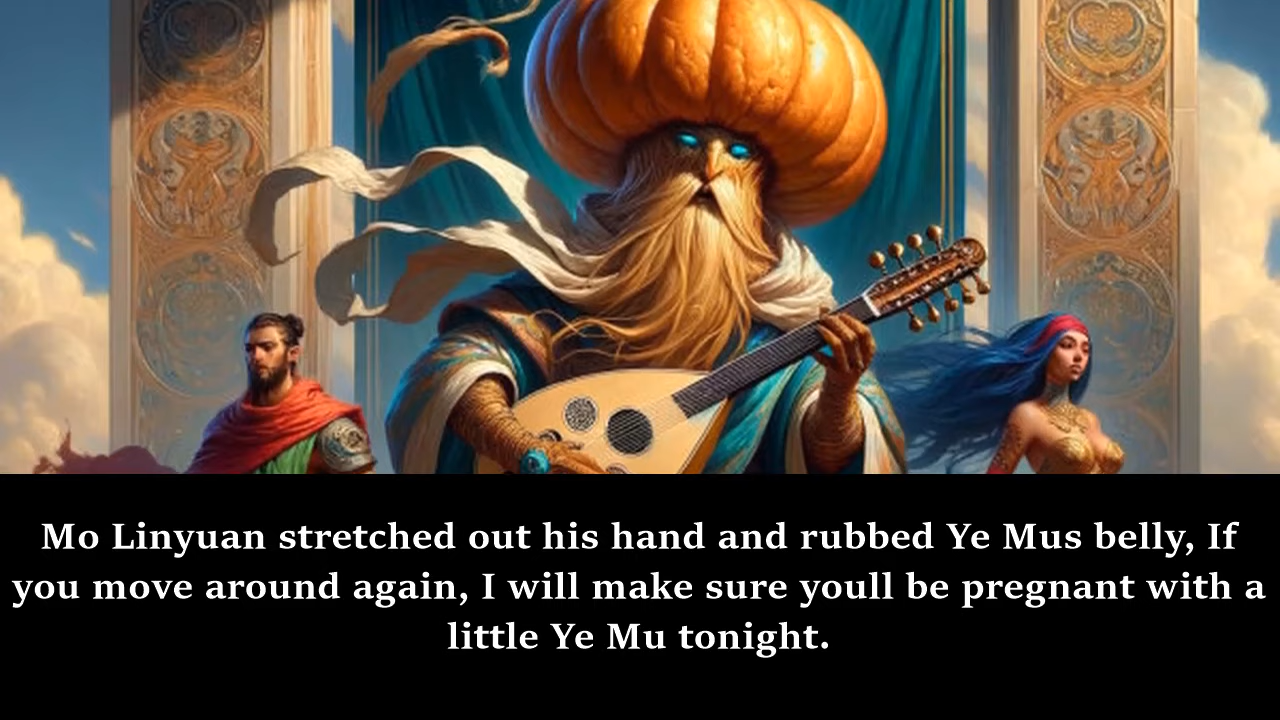 Mo Linyuan stretched out his hand and rubbed Ye Mus belly, If
you move around again, I will make sure youll be pregnant with a
little Ye Mu tonight.